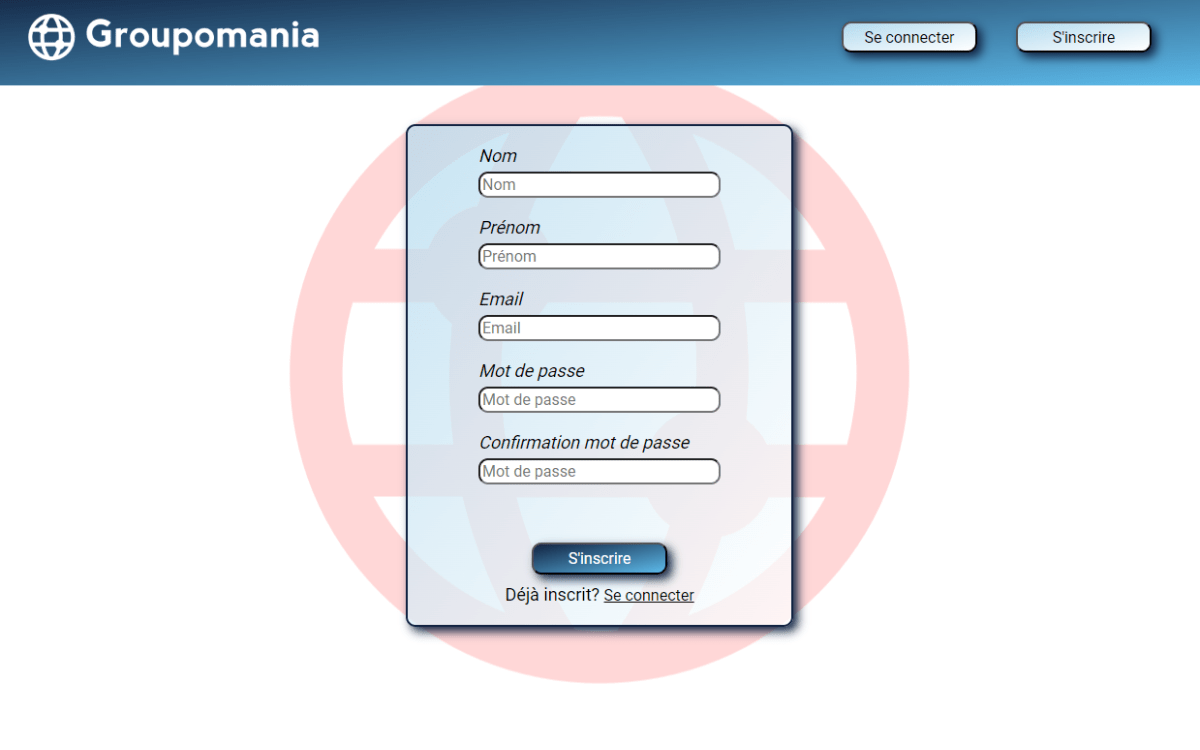 Groupomania
Se connecter
S'inscrire
Nom
Nom
Prénom
Prénom
Email
Email
Mot de passe
Mot de passe
Confirmation mot de passe
Mot de passe
S'inscrire
Déjà inscrit? Se connecter